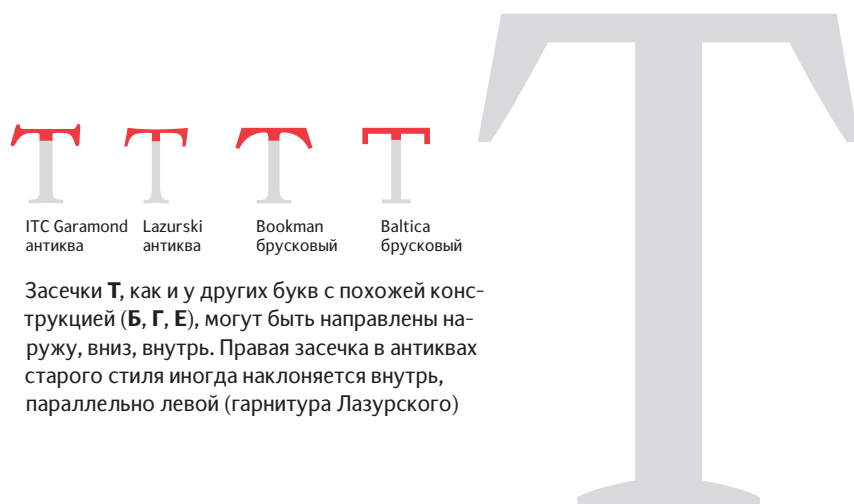 Т
Т Т Т Т
ITC Garamond Lazurski Bookman Baltica
антиква антиква брусковый брусковый
Засечки Т, как и у других букв с похожей конс-
трукцией (Б, Г, Е), могут быть направлены на-
ружу, вниз, внутрь. Правая засечка в антиквах
старого стиля иногда наклоняется внутрь,
параллельно левой (гарнитура Лазурского)